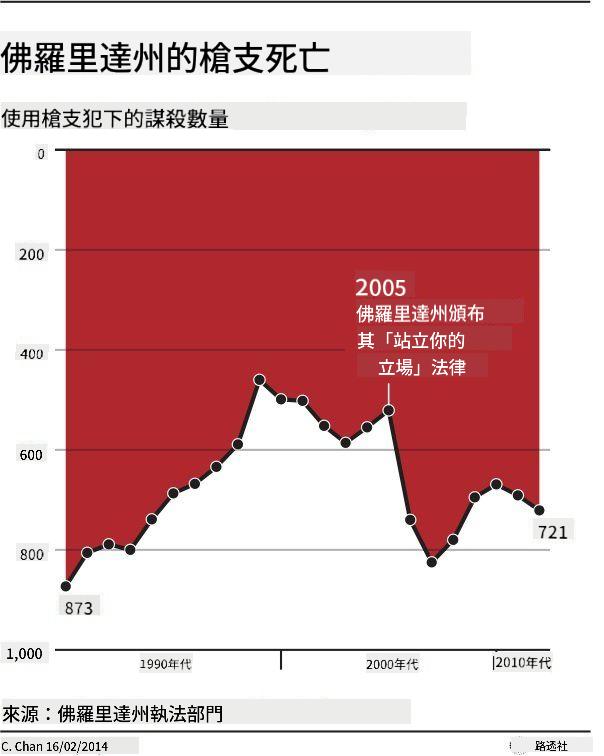 佛羅里達州的槍支死亡
使用槍支犯下的謀殺數量
0
200
2005
佛羅里達州頒布
其「站立你的
立場」法律
400
600
721
800
873
1,000
1990年代
2000年代
2010年代
來源：佛羅里達州執法部門
C. Chan 16/02/2014
路透社